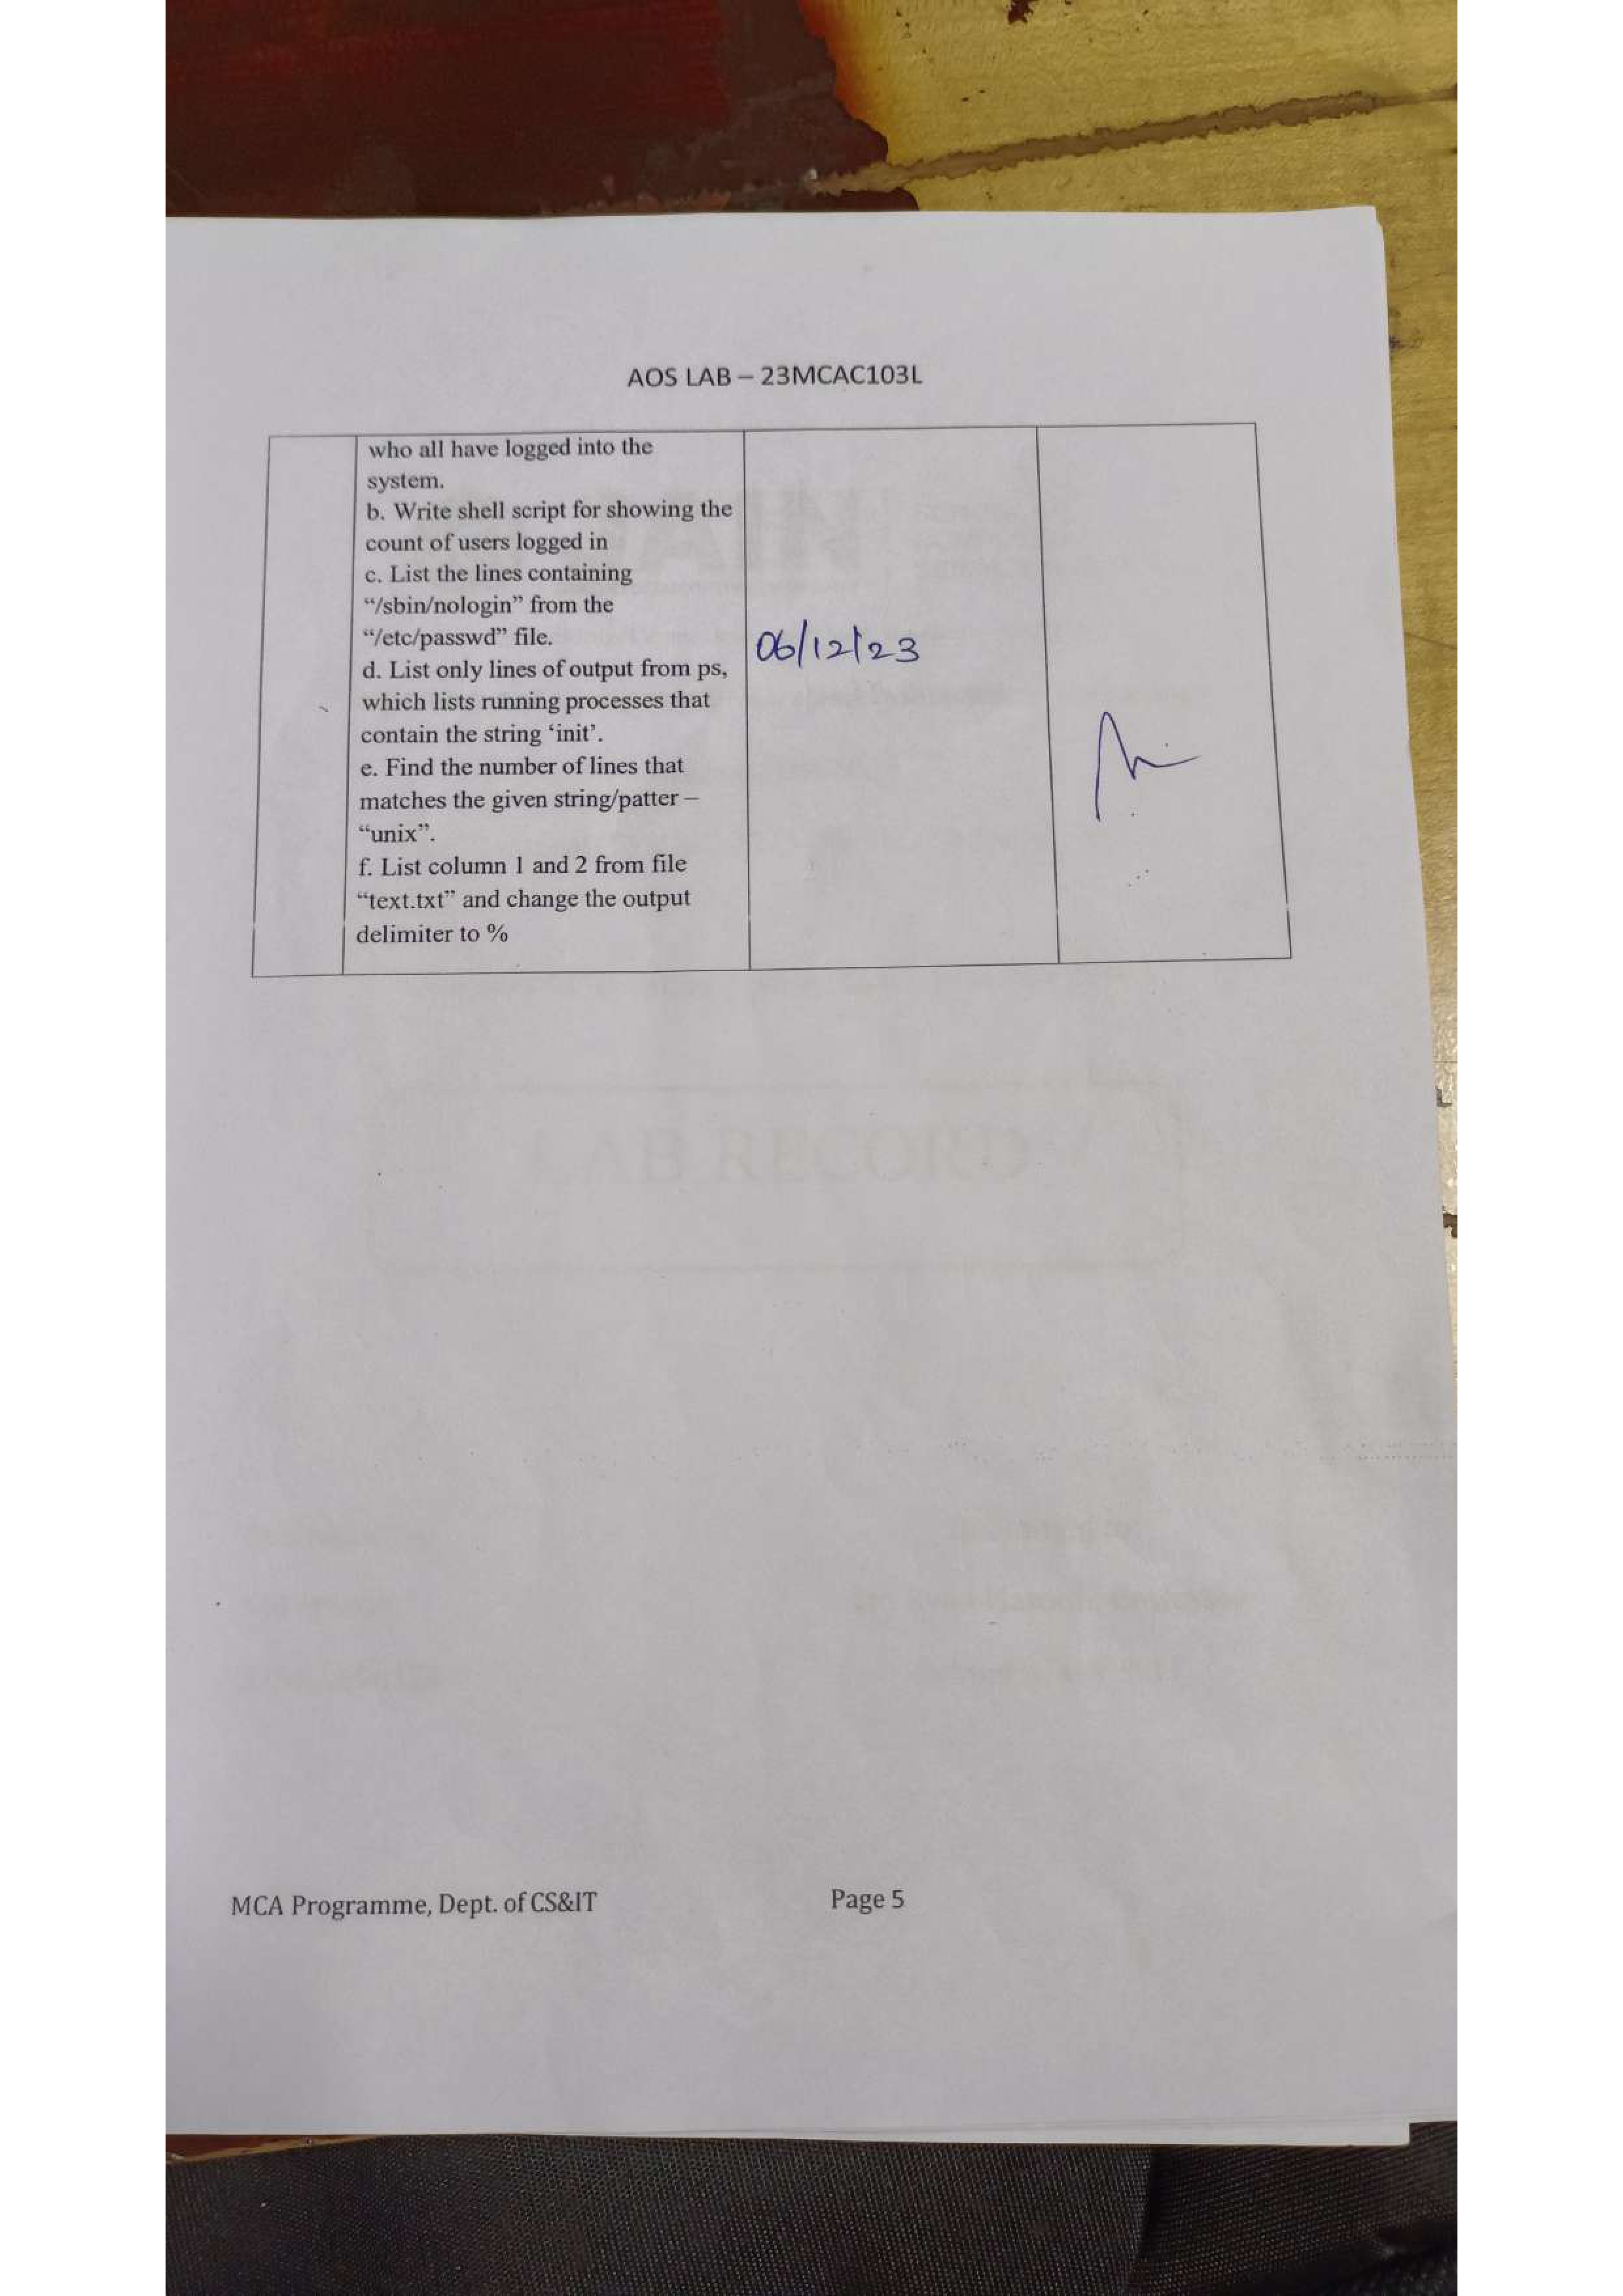 AOS LAB – 23MCAC103L
who all have logged into the
system.
b. Write shell script for showing the
count of users logged in
c. List the lines containing
“/sbin/nologin” from the
“/etc/passwd” file.
d. List only lines of output from ps,
which lists running processes that
contain the string ‘init’.
e. Find the number of lines that
matches the given string/patter –
“unix”.
f. List column 1 and 2 from file
“text.txt” and change the output
delimiter to %
06/12/23
LAB RECORD
MCA Programme, Dept. of CS&IT
Page 5